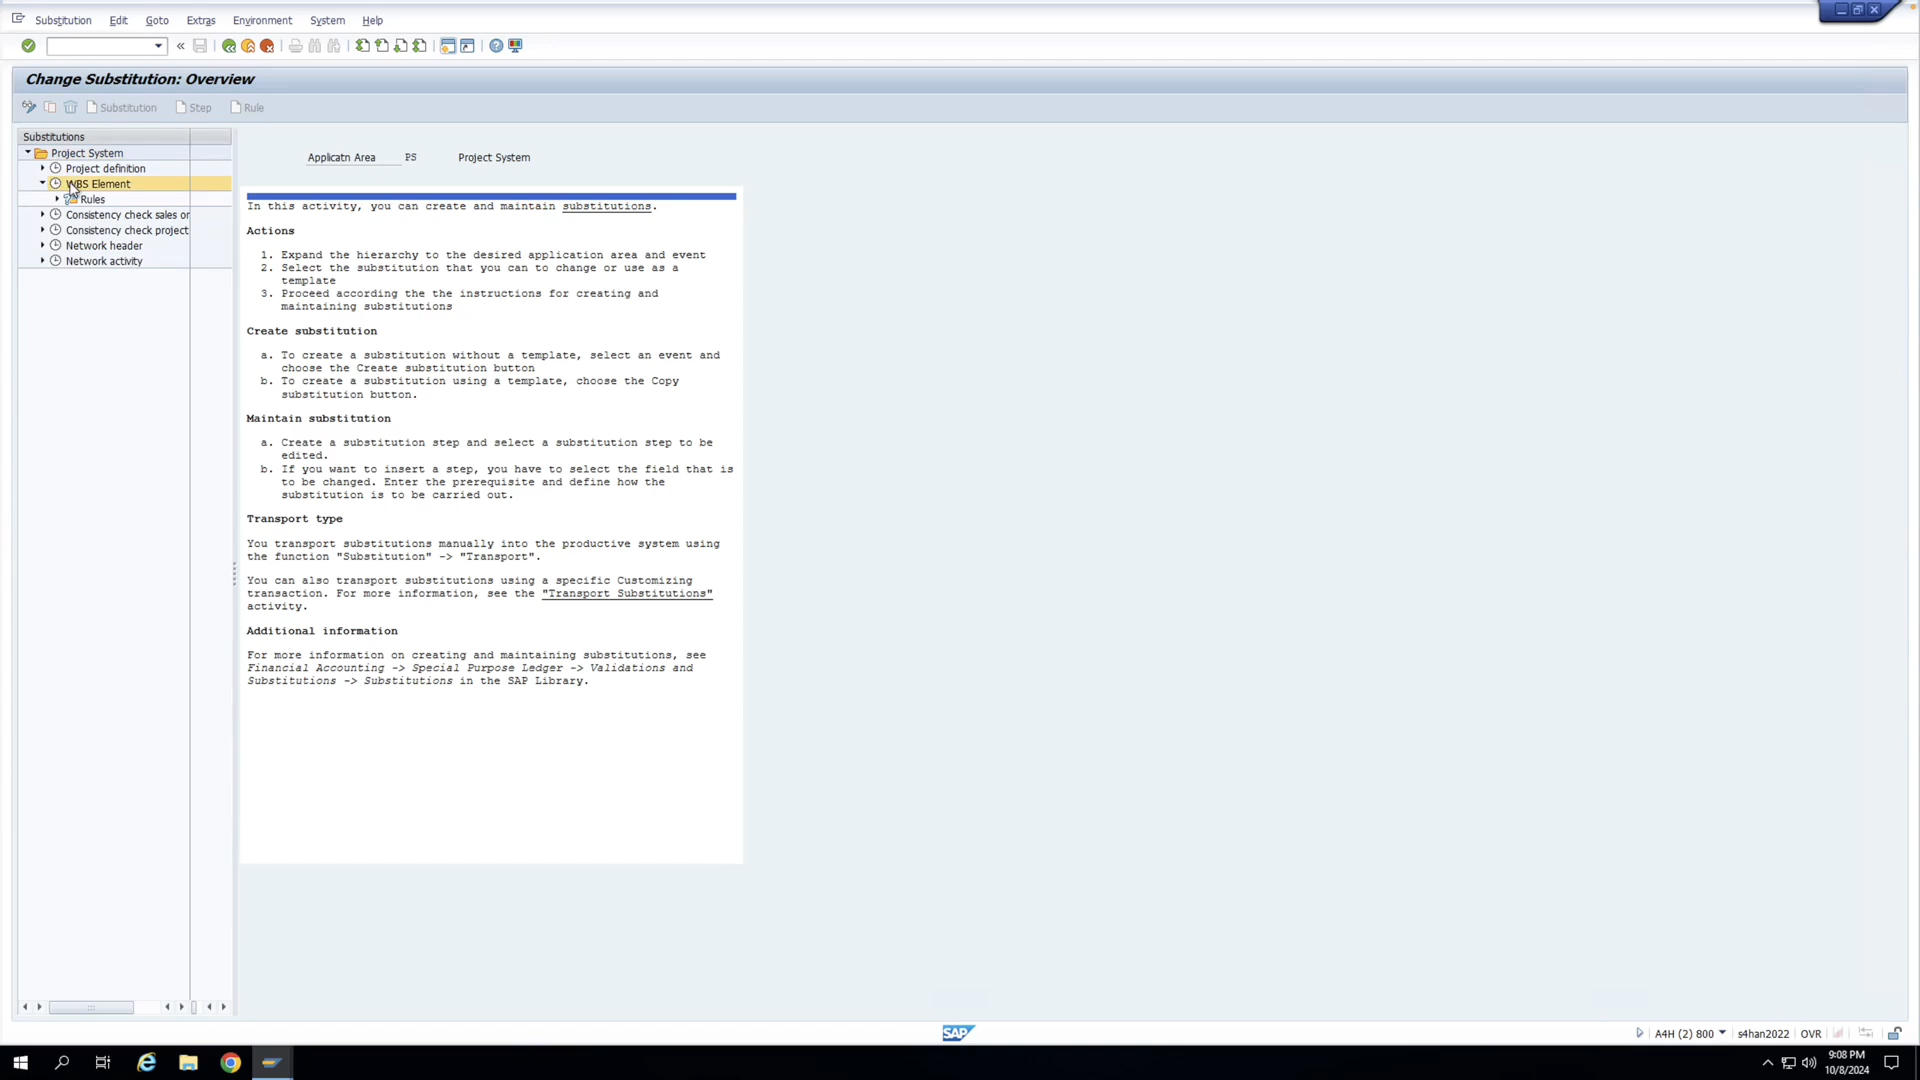 Substitution Edit Goto Extras Environment System Help
Change Substitution: Overview
Substitution Step Rule
Substitutions
Project System
Project definition
WBS Element
Rules
Consistency check sales or
Consistency check project
Network header
Network activity
Applicatn Area PS Project System
In this activity, you can create and maintain substitutions.
Actions
1. Expand the hierarchy to the desired application area and event
2. Select the substitution that you can to change or use as a
template
3. Proceed according the the instructions for creating and
maintaining substitutions
Create substitution
a. To create a substitution without a template, select an event and
choose the Create substitution button
b. To create a substitution using a template, choose the Copy
substitution button.
Maintain substitution
a. Create a substitution step and select a substitution step to be
edited.
b. If you want to insert a step, you have to select the field that is
to be changed. Enter the prerequisite and define how the
substitution is to be carried out.
Transport type
You transport substitutions manually into the productive system using
the function "Substitution" -> "Transport".
You can also transport substitutions using a specific Customizing
transaction. For more information, see the "Transport Substitutions"
activity.
Additional information
For more information on creating and maintaining substitutions, see
Financial Accounting -> Special Purpose Ledger -> Validations and
Substitutions -> Substitutions in the SAP Library.
SAP
A4H (2) 800 s4han2022 OVR
9:08 PM
10/8/2024